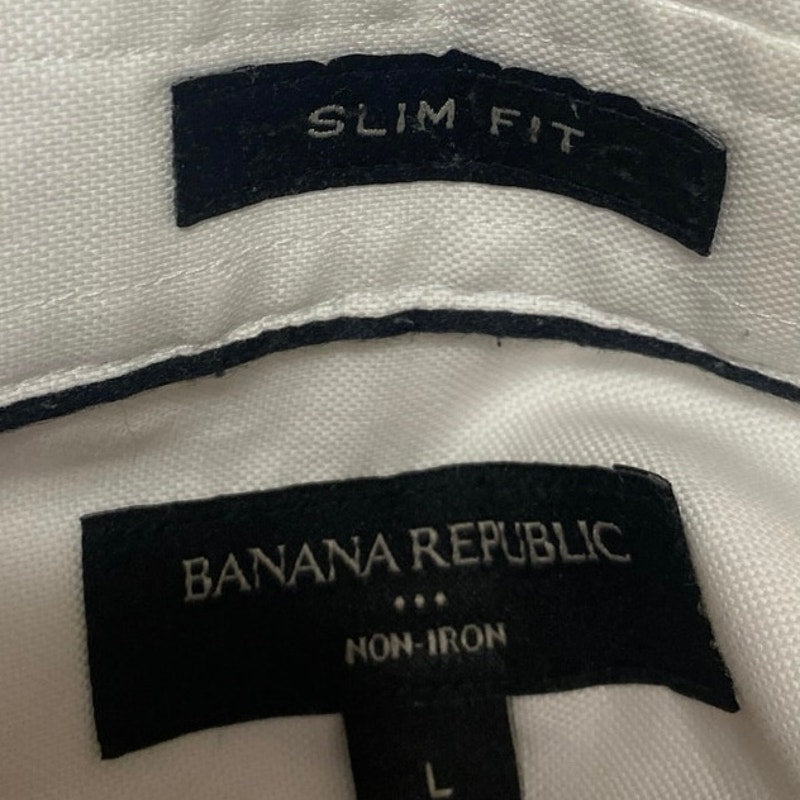 SLIM FIT
BANANA REPUBLIC
•••
NON-IRON
L